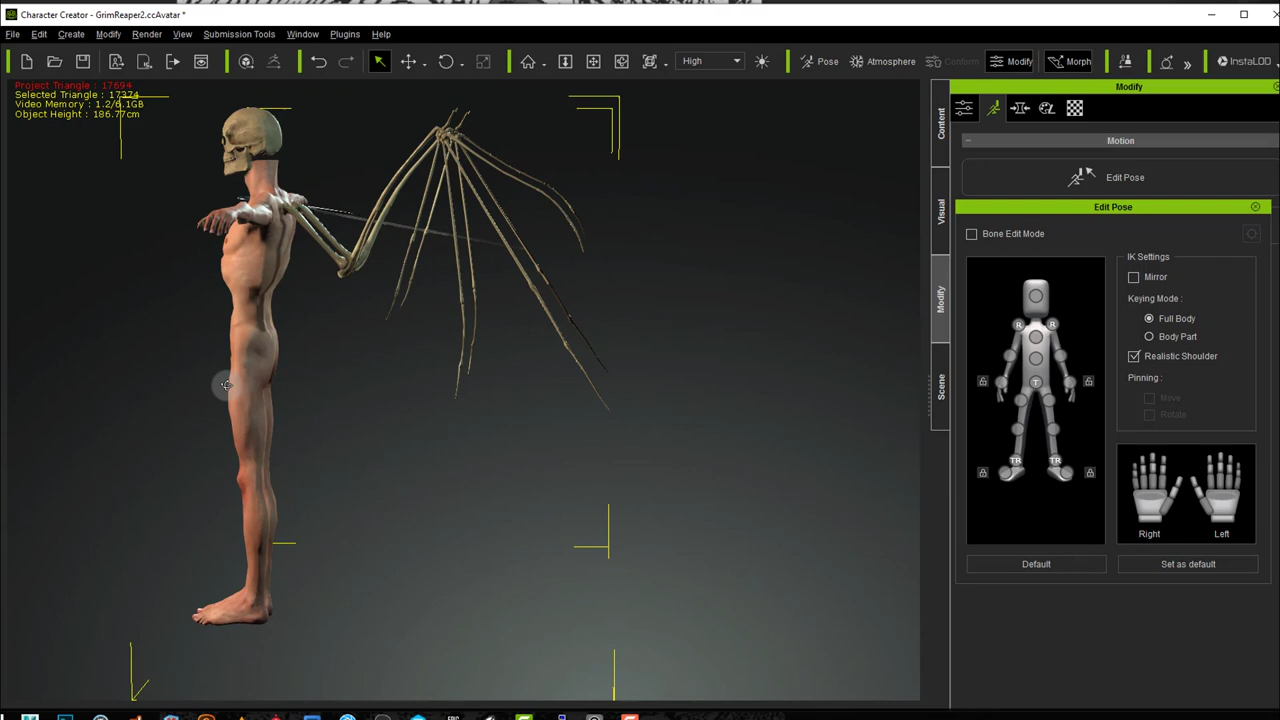 Character Creator - GrimReaper2.ccAvatar *
File Edit Create Modify Render View Submission Tools Window Plugins Help
High Pose Atmosphere Conform Modify Morph InstaLOD
Project Triangle : 17694
Selected Triangle : 17374
Video Memory : 1.2/6.1GB
Object Height : 186.77cm
Content
Visual
Modify
Scene
Modify
Motion
Edit Pose
Edit Pose
Bone Edit Mode
R R
T
TR TR
IK Settings
Mirror
Keying Mode :
Full Body
Body Part
Realistic Shoulder
Pinning :
Move
Rotate
Right Left
Default Set as default
EPIC